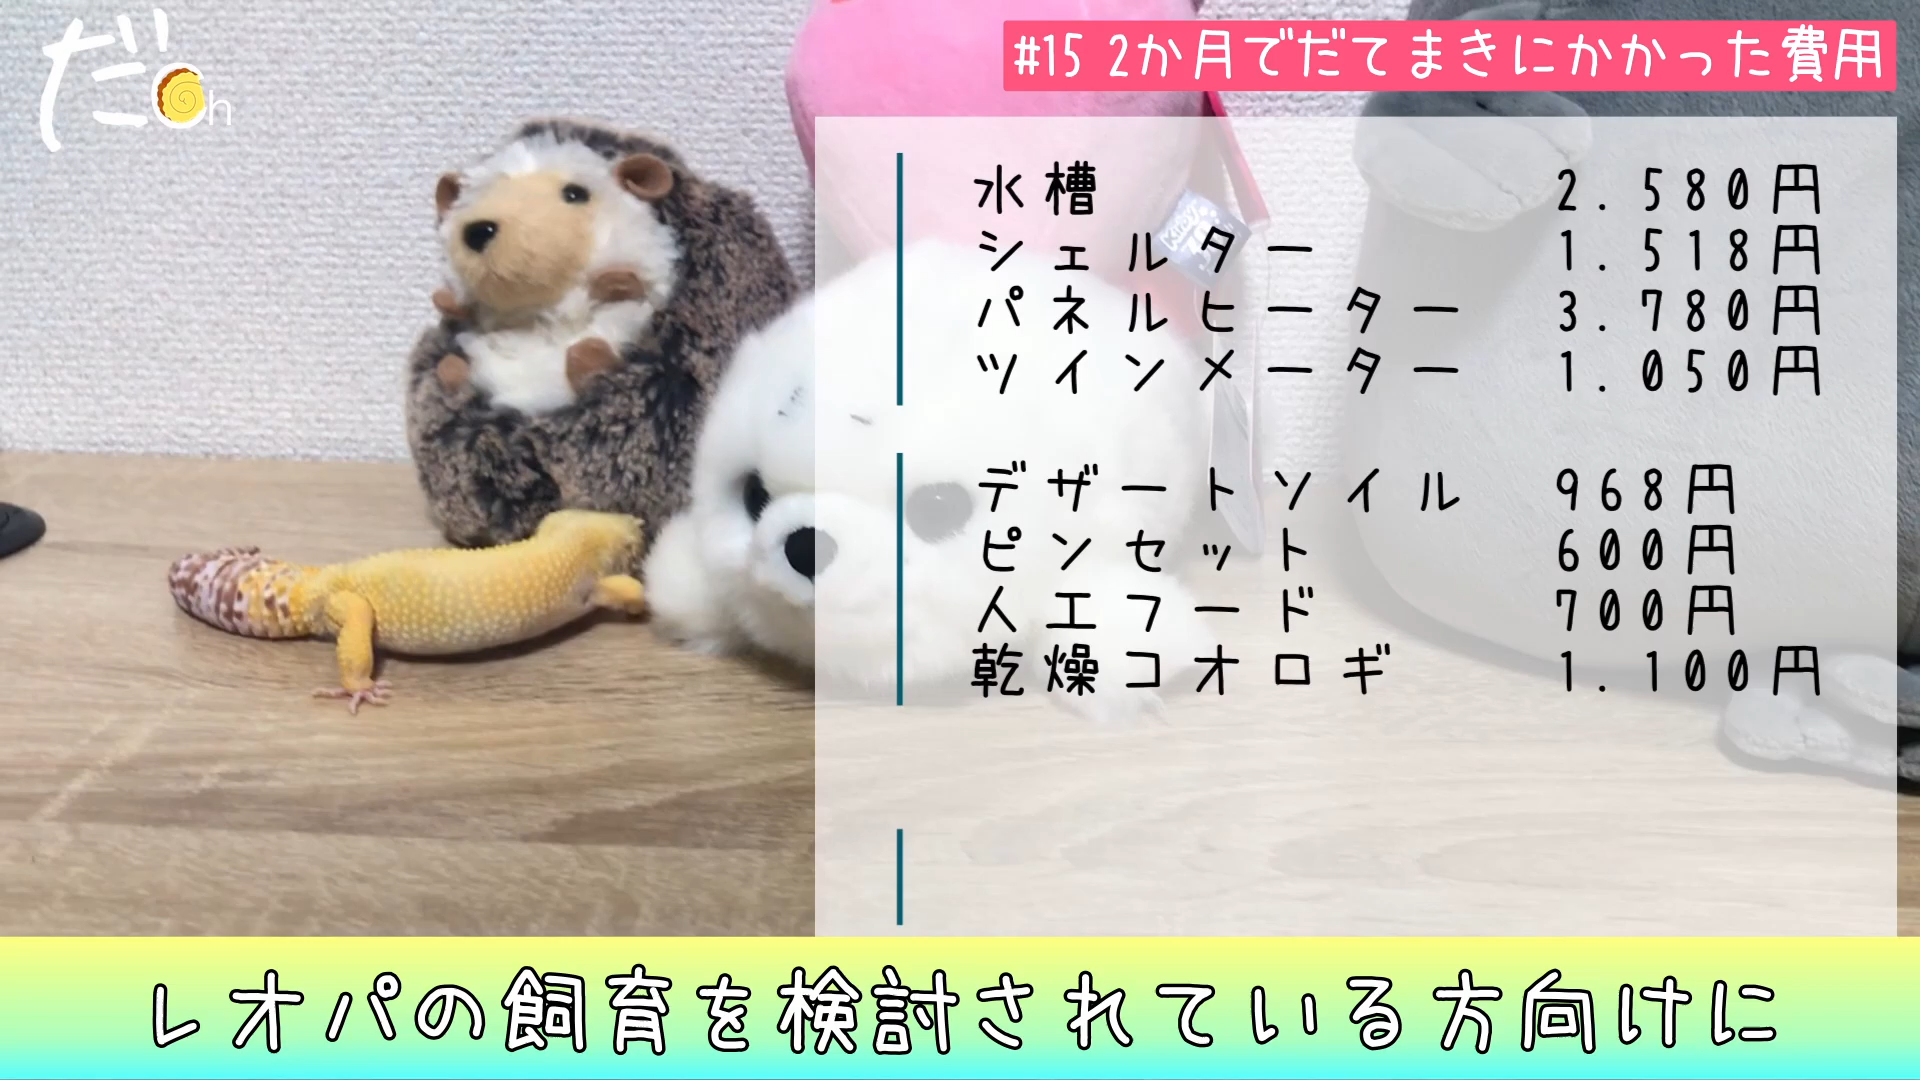 だch
#15 2か月でだてまきにかかった費用
水槽 2.580円
シェルター 1.518円
パネルヒーター 3.780円
ツインメーター 1.050円
デザートソイル 968円
ピンセット 600円
人工フード 700円
乾燥コオロギ 1.100円
レオパの飼育を検討されている方向けに